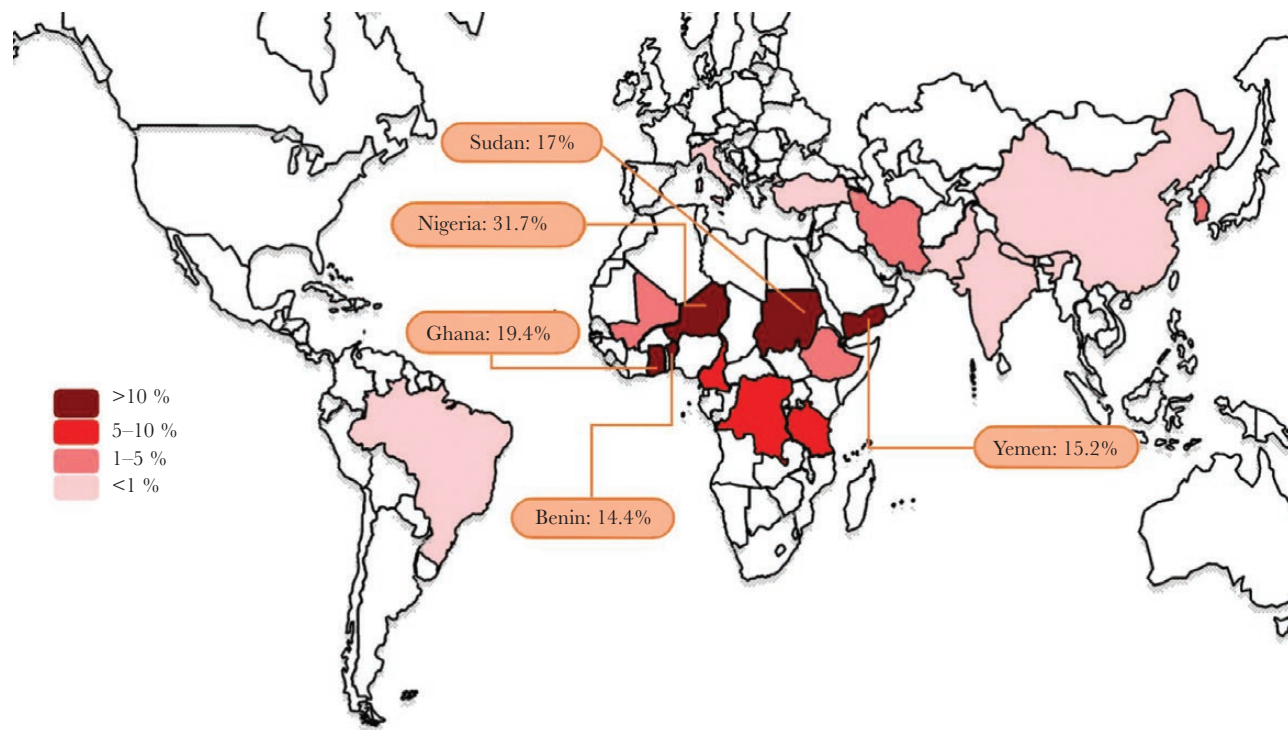 Sudan: 17%
Nigeria: 31.7%
Ghana: 19.4%
>10 %
5–10 %
1–5 %
<1 %
Yemen: 15.2%
Benin: 14.4%